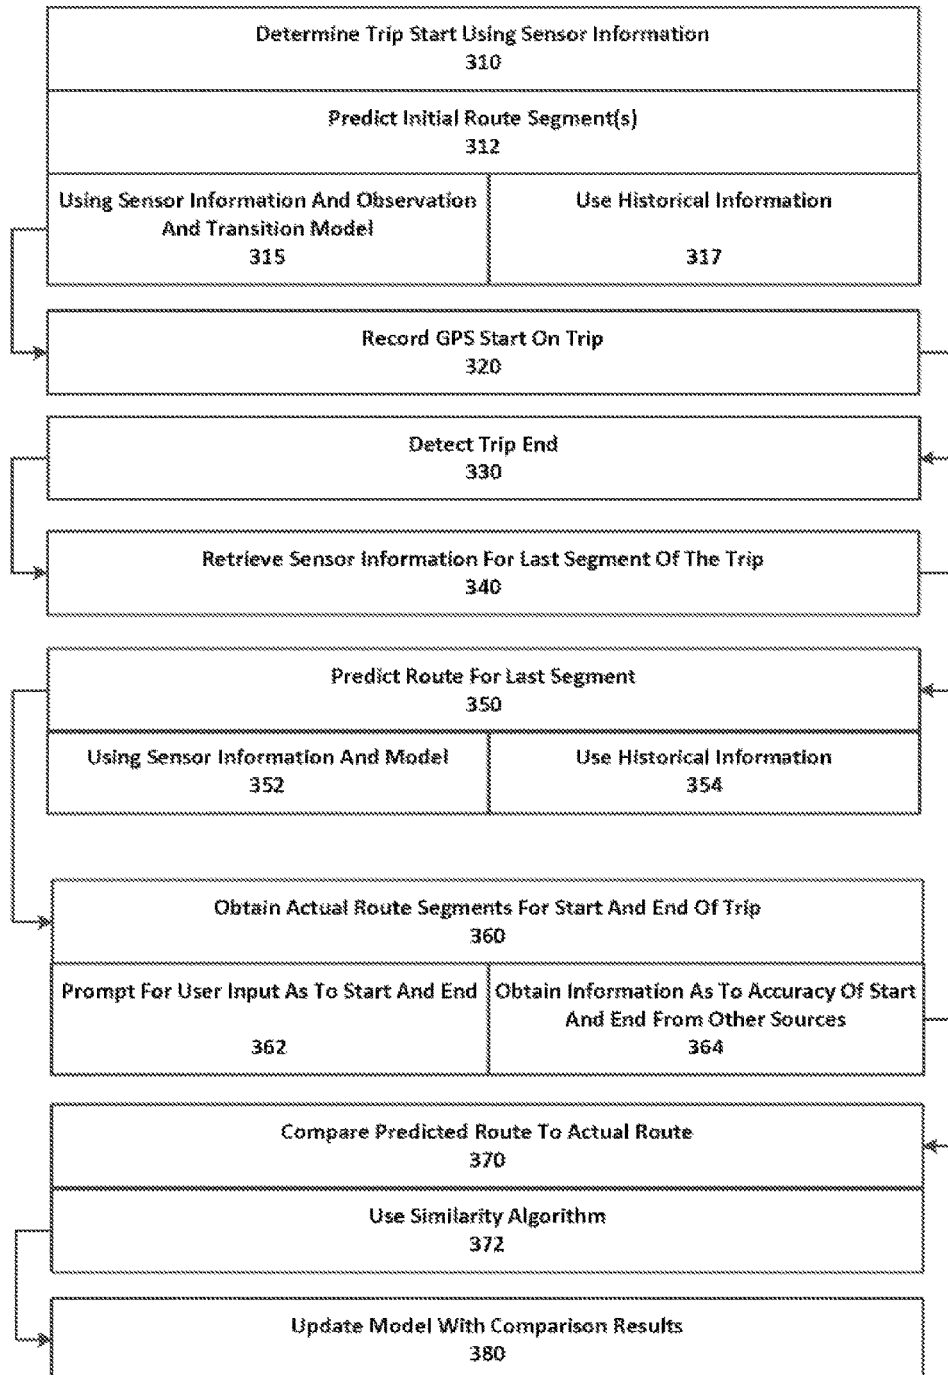 Determine Trip Start Using Sensor Information
310
Predict Initial Route Segment(s)
312
Using Sensor Information And Observation
And Transition Model
315
Use Historical Information
317
Record GPS Start On Trip
320
Detect Trip End
330
Retrieve Sensor Information For Last Segment Of The Trip
340
Predict Route For Last Segment
350
Using Sensor Information And Model
352
Use Historical Information
354
Obtain Actual Route Segments For Start And End Of Trip
360
Prompt For User Input As To Start And End
362
Obtain Information As To Accuracy Of Start
And End From Other Sources
364
Compare Predicted Route To Actual Route
370
Use Similarity Algorithm
372
Update Model With Comparison Results
380